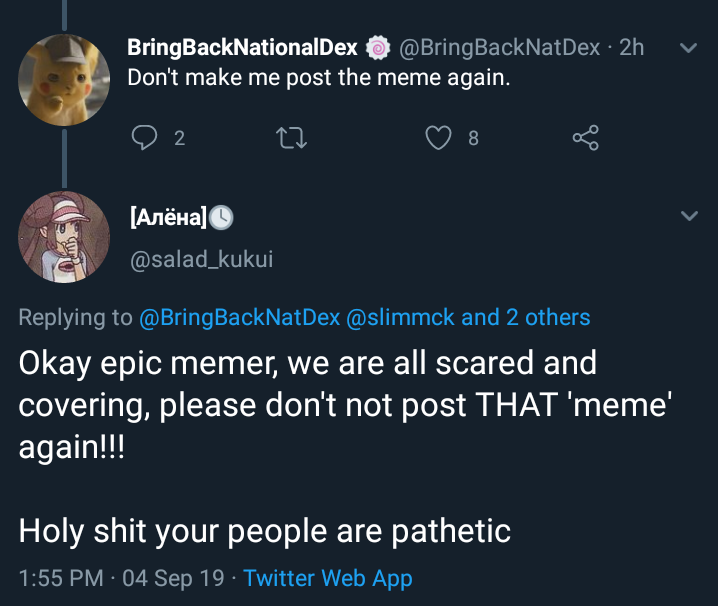 BringBackNationalDex 🍥 @BringBackNatDex · 2h
Don't make me post the meme again.
2 8
[Алёна]🕓
@salad_kukui
Replying to @BringBackNatDex @slimmck and 2 others
Okay epic memer, we are all scared and
covering, please don't not post THAT 'meme'
again!!!
Holy shit your people are pathetic
1:55 PM · 04 Sep 19 · Twitter Web App